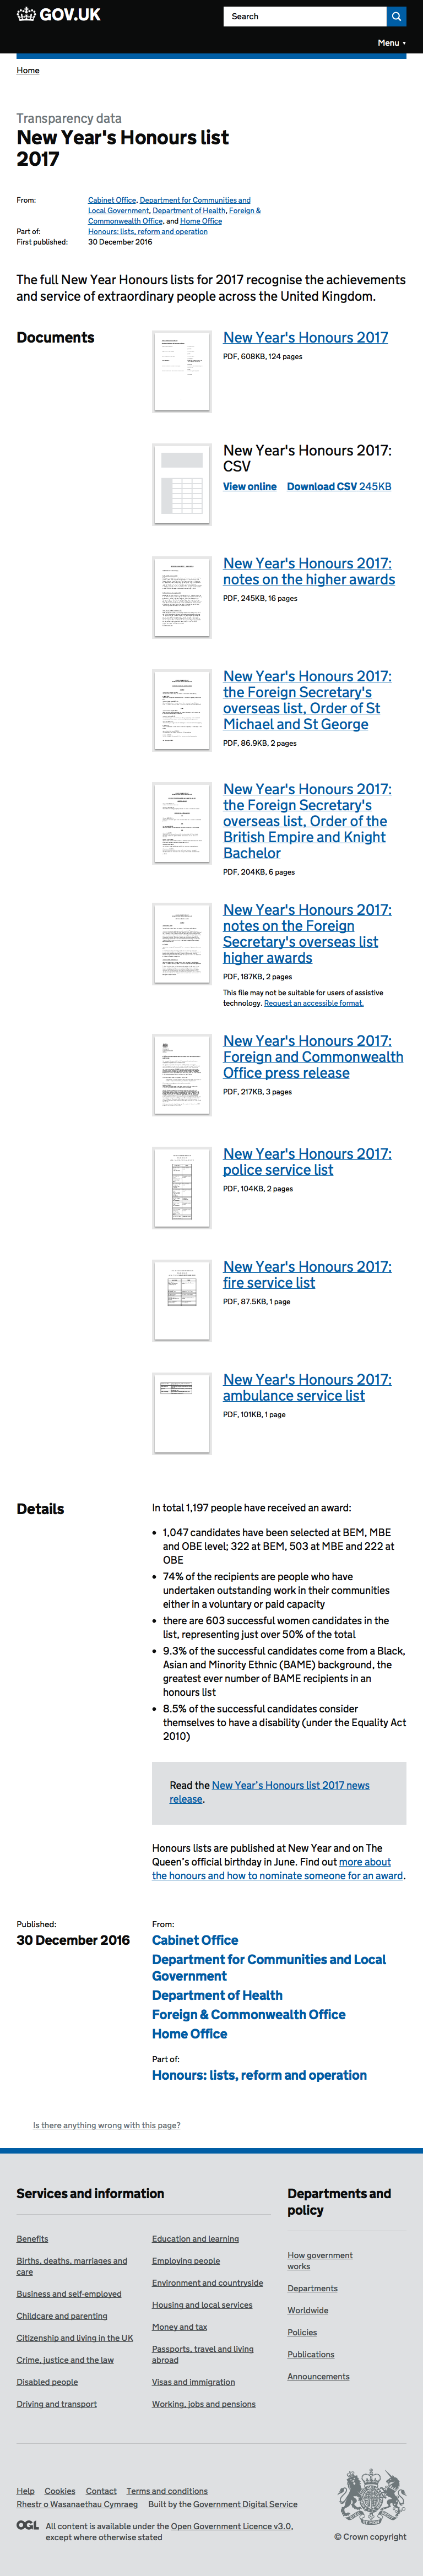 GOV.UK
Search
Menu ▾
Home
Transparency data
New Year's Honours list
2017
From: Cabinet Office, Department for Communities and
Local Government, Department of Health, Foreign &
Commonwealth Office, and Home Office
Part of: Honours: lists, reform and operation
First published: 30 December 2016
The full New Year Honours lists for 2017 recognise the achievements
and service of extraordinary people across the United Kingdom.
Documents
New Year's Honours 2017
PDF, 608KB, 124 pages
New Year's Honours 2017:
CSV
View online Download CSV 245KB
New Year's Honours 2017:
notes on the higher awards
PDF, 245KB, 16 pages
New Year's Honours 2017:
the Foreign Secretary's
overseas list, Order of St
Michael and St George
PDF, 86.9KB, 2 pages
New Year's Honours 2017:
the Foreign Secretary's
overseas list, Order of the
British Empire and Knight
Bachelor
PDF, 204KB, 6 pages
New Year's Honours 2017:
notes on the Foreign
Secretary's overseas list
higher awards
PDF, 187KB, 2 pages
This file may not be suitable for users of assistive
technology. Request an accessible format.
New Year's Honours 2017:
Foreign and Commonwealth
Office press release
PDF, 217KB, 3 pages
New Year's Honours 2017:
police service list
PDF, 104KB, 2 pages
New Year's Honours 2017:
fire service list
PDF, 87.5KB, 1 page
New Year's Honours 2017:
ambulance service list
PDF, 101KB, 1 page
Details
In total 1,197 people have received an award:
• 1,047 candidates have been selected at BEM, MBE
and OBE level; 322 at BEM, 503 at MBE and 222 at
OBE
• 74% of the recipients are people who have
undertaken outstanding work in their communities
either in a voluntary or paid capacity
• there are 603 successful women candidates in the
list, representing just over 50% of the total
• 9.3% of the successful candidates come from a Black,
Asian and Minority Ethnic (BAME) background, the
greatest ever number of BAME recipients in an
honours list
• 8.5% of the successful candidates consider
themselves to have a disability (under the Equality Act
2010)
Read the New Year's Honours list 2017 news
release.
Honours lists are published at New Year and on The
Queen's official birthday in June. Find out more about
the honours and how to nominate someone for an award.
Published:
30 December 2016
From:
Cabinet Office
Department for Communities and Local
Government
Department of Health
Foreign & Commonwealth Office
Home Office
Part of:
Honours: lists, reform and operation
Is there anything wrong with this page?
Services and information
Benefits
Births, deaths, marriages and
care
Business and self-employed
Childcare and parenting
Citizenship and living in the UK
Crime, justice and the law
Disabled people
Driving and transport
Education and learning
Employing people
Environment and countryside
Housing and local services
Money and tax
Passports, travel and living
abroad
Visas and immigration
Working, jobs and pensions
Departments and
policy
How government
works
Departments
Worldwide
Policies
Publications
Announcements
Help Cookies Contact Terms and conditions
Rhestr o Wasanaethau Cymraeg Built by the Government Digital Service
OGL All content is available under the Open Government Licence v3.0,
except where otherwise stated
© Crown copyright